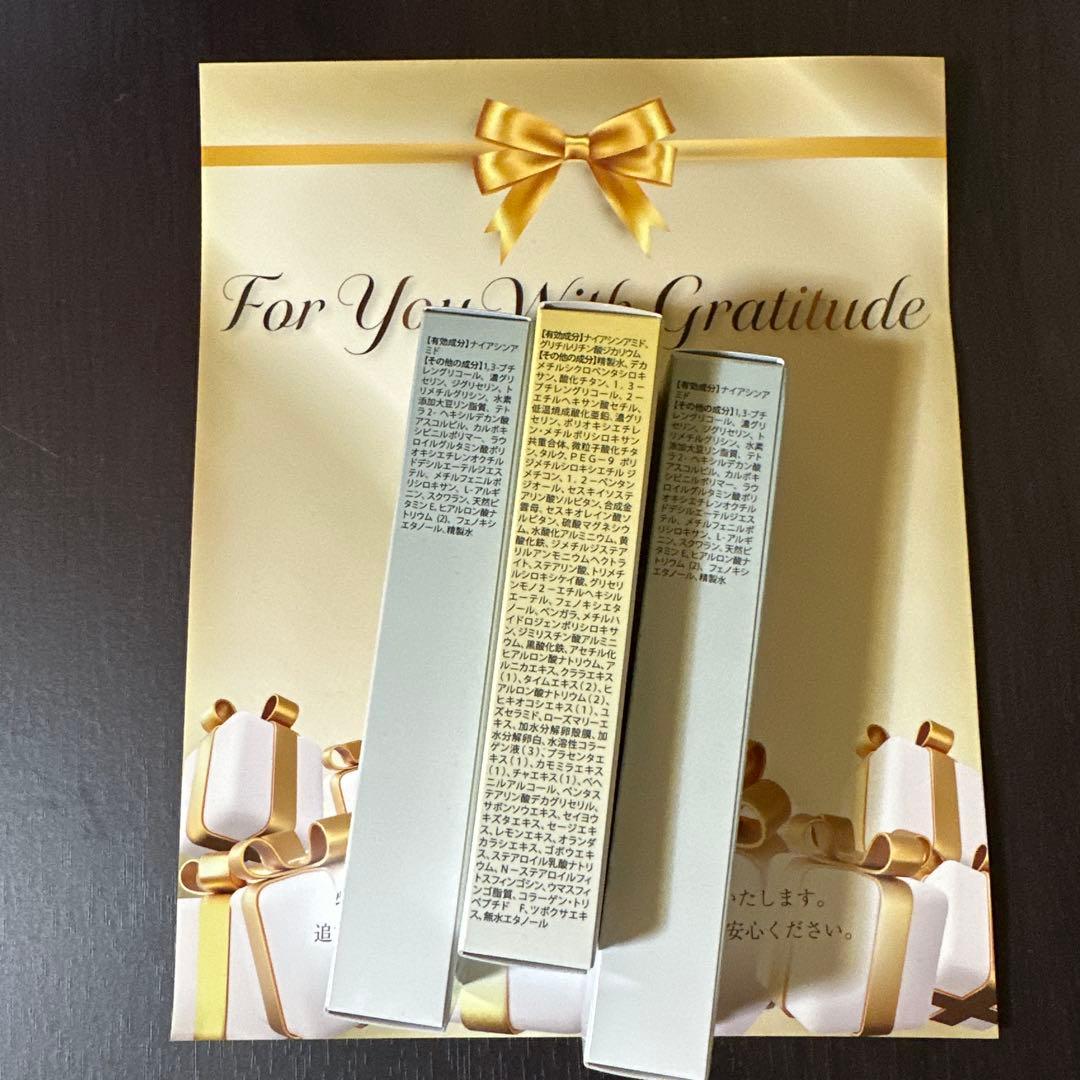 For You With Gratitude
【有効成分】ナイアシンア
ミド
【その他の成分】1,3-ブチ
レングリコール、濃グリ
セリン、ジグリセリン、ト
リメチルグリシン、水素
添加大豆リン脂質、テト
ラ2-ヘキシルデカン酸
アスコルビル、カルボキ
シビニルポリマー、ラウ
ロイルグルタミン酸ポリ
オキシエチレンオクチル
ドデシルエーテルジエス
テル、メチルフェニルポ
リシロキサン、L-アルギ
ニン、スクワラン、天然ビ
タミンE、ヒアルロン酸ナ
トリウム(2)、フェノキシ
エタノール、精製水
【有効成分】ナイアシンアミド、
グリチルリチン酸ジカリウム
【その他の成分】精製水、デカ
メチルシクロペンタシロキ
サン、酸化チタン、1.3－
ブチレングリコール、2－
エチルヘキサン酸セチル、
低温焼成酸化亜鉛、濃グリ
セリン、ポリオキシエチレ
ン・メチルポリシロキサン
共重合体、微粒子酸化チタ
ン、タルク、PEG－9 ポリ
ジメチルシロキシエチル ジ
メチコン、1.2－ペンタン
ジオール、セスキイソステ
アリン酸ソルビタン、合成金
雲母、セスキオレイン酸ソ
ルビタン、硫酸マグネシウ
ム、水酸化アルミニウム、黄
酸化鉄、ジメチルジステア
リルアンモニウムヘクトラ
イト、ステアリン酸、トリメチ
ルシロキシケイ酸、グリセリ
ンモノ2－エチルヘキシル
エーテル、フェノキシエタ
ノール、ベンガラ、メチルハ
イドロジェンポリシロキサ
ン、ジミリスチン酸アルミニ
ウム、黒酸化鉄、アセチル化
ヒアルロン酸ナトリウム、ア
ルニカエキス、クララエキス
(1)、タイムエキス(2)、ヒ
アルロン酸ナトリウム(2)、
ヒキオコシエキス(1)、ユ
ズセラミド、ローズマリーエ
キス、加水分解卵殻膜、加
水分解卵白、水溶性コラー
ゲン液(3)、プラセンタエ
キス(1)、カモミラエキス
(1)、チャエキス(1)、ベヘ
ニルアルコール、ペンタス
テアリン酸デカグリセリル、
サボンソウエキス、セイヨウ
キズタエキス、セージエキ
ス、レモンエキス、オランダ
カラシエキス、ゴボウエキ
ス、ステアロイル乳酸ナトリ
ウム、N－ステアロイルフィ
トスフィンゴシン、ウマスフィ
ンゴ脂質、コラーゲン・トリ
ペプチド F、ツボクサエキ
ス、無水エタノール
【有効成分】ナイアシンア
ミド
【その他の成分】1,3-ブチ
レングリコール、濃グリ
セリン、ジグリセリン、ト
リメチルグリシン、水素
添加大豆リン脂質、テト
ラ2-ヘキシルデカン酸
アスコルビル、カルボキ
シビニルポリマー、ラウ
ロイルグルタミン酸ポリ
オキシエチレンオクチル
ドデシルエーテルジエス
テル、メチルフェニルポ
リシロキサン、L-アルギ
ニン、スクワラン、天然ビ
タミンE、ヒアルロン酸ナ
トリウム(2)、フェノキシ
エタノール、精製水
いたします。
追
安心ください。